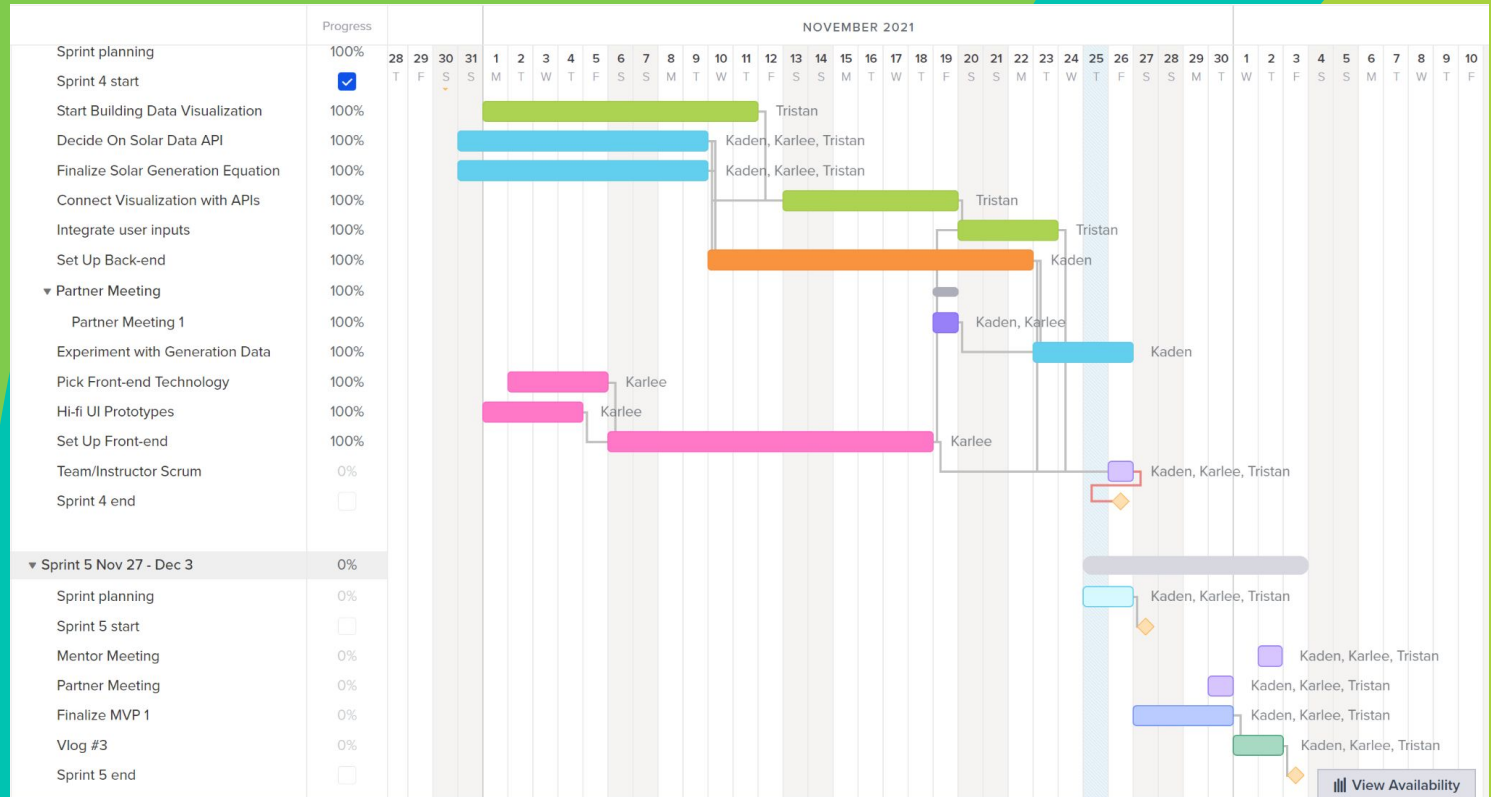 Progress NOVEMBER 2021
Sprint planning 100%
28 29 30 31 1 2 3 4 5 6 7 8 9 10 11 12 13 14 15 16 17 18 19 20 21 22 23 24 25 26 27 28 29 30 1 2 3 4 5 6 7 8 9 10
T F S S M T W T F S S M T W T F S S M T W T F S S M T W T F S S M T W T F S S M T W T F
Sprint 4 start
Start Building Data Visualization 100% Tristan
Decide On Solar Data API 100% Kaden, Karlee, Tristan
Finalize Solar Generation Equation 100% Kaden, Karlee, Tristan
Connect Visualization with APIs 100% Tristan
Integrate user inputs 100% Tristan
Set Up Back-end 100% Kaden
Partner Meeting 100%
Partner Meeting 1 100% Kaden, Karlee
Experiment with Generation Data 100% Kaden
Pick Front-end Technology 100% Karlee
Hi-fi UI Prototypes 100% Karlee
Set Up Front-end 100% Karlee
Team/Instructor Scrum 0% Kaden, Karlee, Tristan
Sprint 4 end
Sprint 5 Nov 27 - Dec 3 0%
Sprint planning 0% Kaden, Karlee, Tristan
Sprint 5 start
Mentor Meeting 0% Kaden, Karlee, Tristan
Partner Meeting 0% Kaden, Karlee, Tristan
Finalize MVP 1 0% Kaden, Karlee, Tristan
Vlog #3 0% Kaden, Karlee, Tristan
Sprint 5 end
View Availability